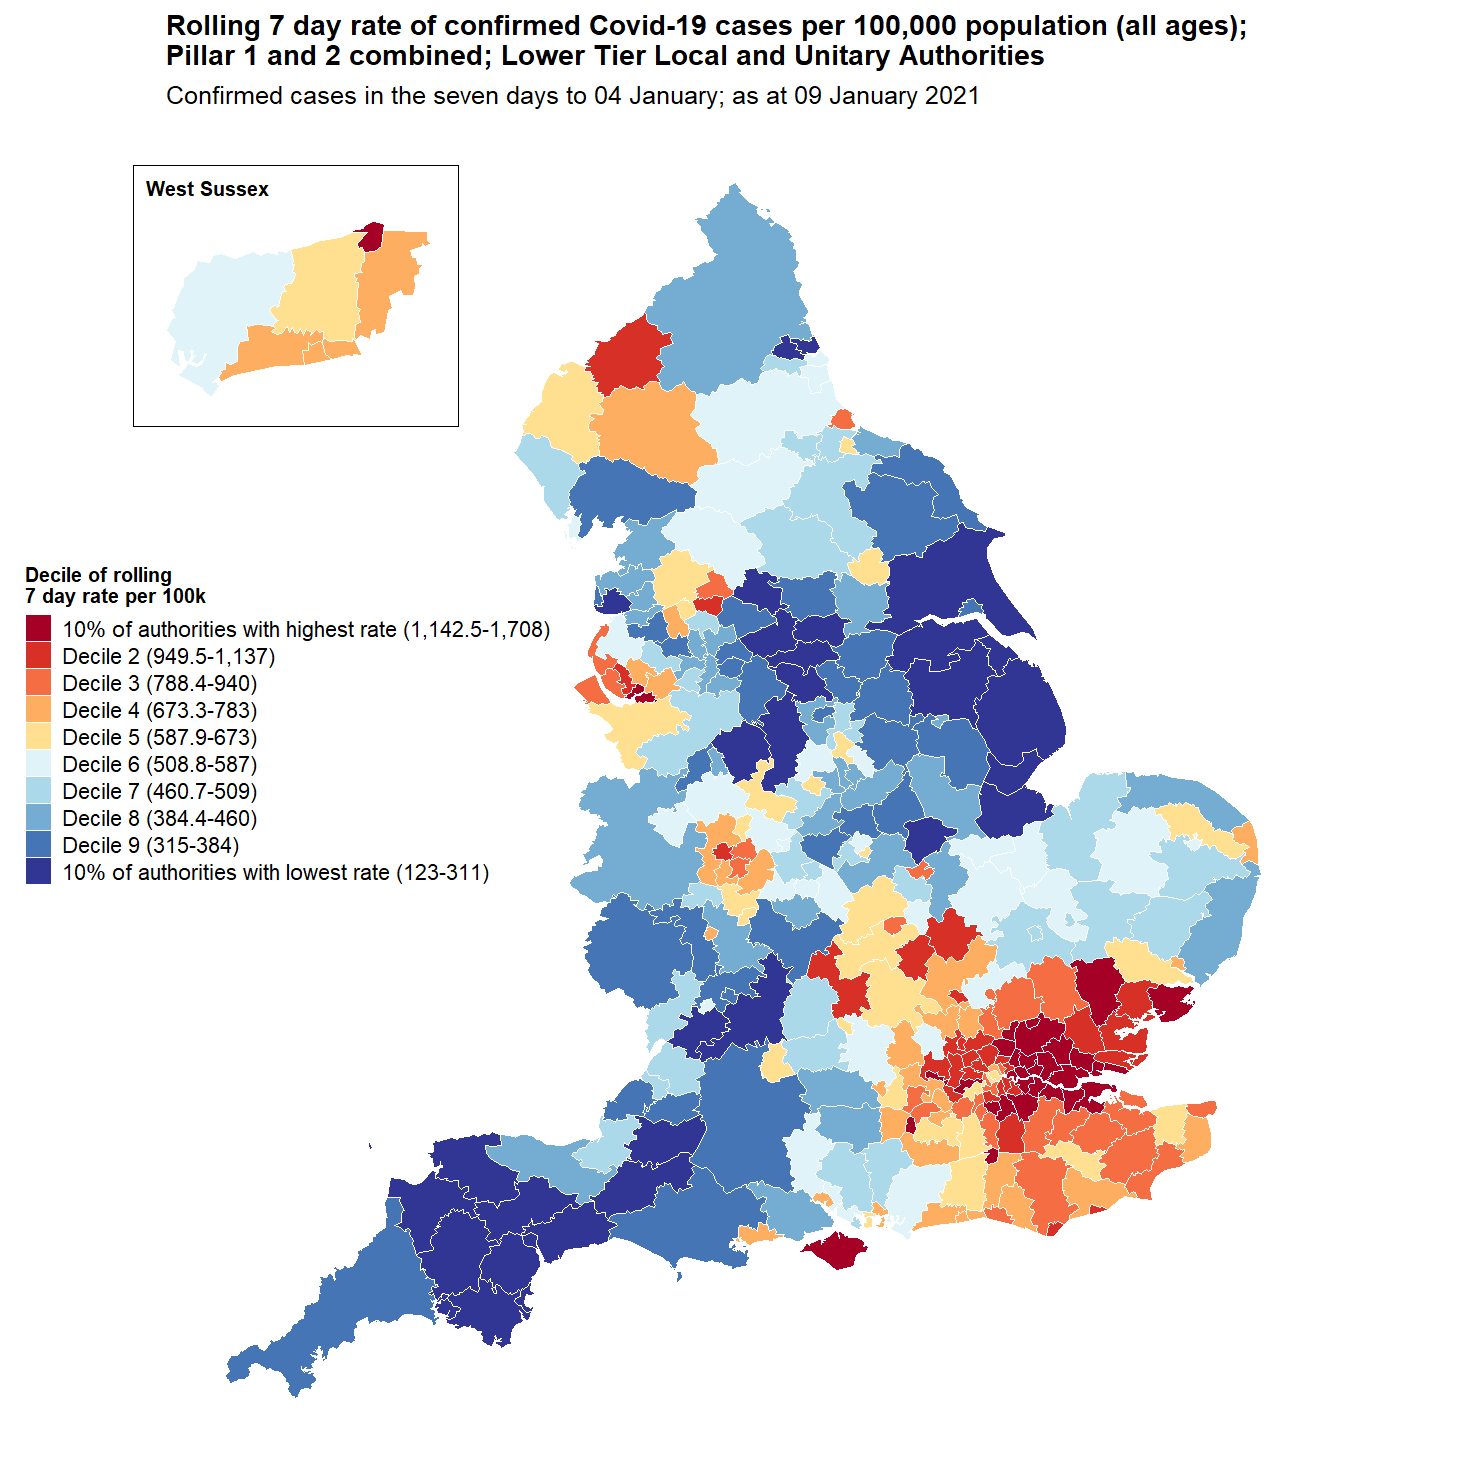 Rolling 7 day rate of confirmed Covid-19 cases per 100,000 population (all ages);
Pillar 1 and 2 combined; Lower Tier Local and Unitary Authorities
Confirmed cases in the seven days to 04 January; as at 09 January 2021
West Sussex
Decile of rolling
7 day rate per 100k
10% of authorities with highest rate (1,142.5-1,708)
Decile 2 (949.5-1,137)
Decile 3 (788.4-940)
Decile 4 (673.3-783)
Decile 5 (587.9-673)
Decile 6 (508.8-587)
Decile 7 (460.7-509)
Decile 8 (384.4-460)
Decile 9 (315-384)
10% of authorities with lowest rate (123-311)